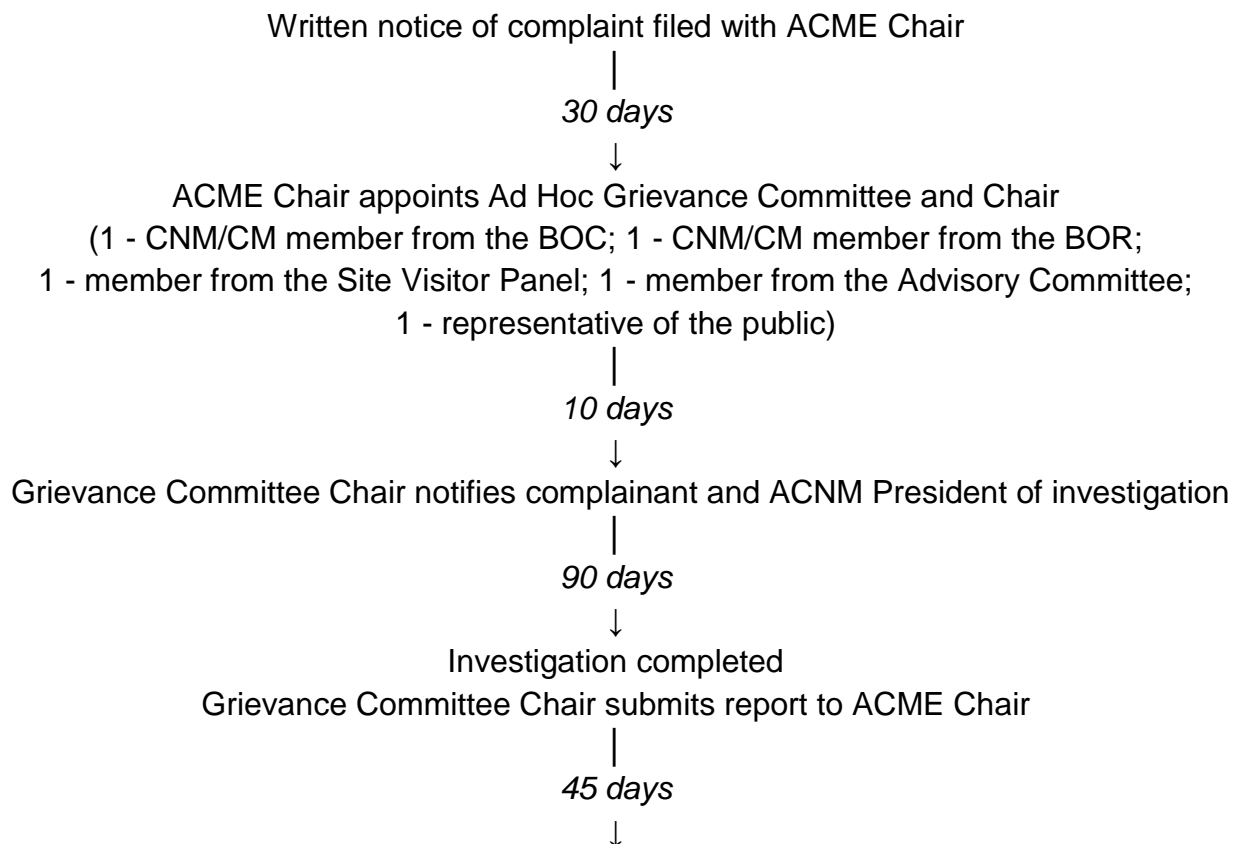 Written notice of complaint filed with ACME Chair
|
30 days
↓
ACME Chair appoints Ad Hoc Grievance Committee and Chair
(1 - CNM/CM member from the BOC; 1 - CNM/CM member from the BOR;
1 - member from the Site Visitor Panel; 1 - member from the Advisory Committee;
1 - representative of the public)
|
10 days
↓
Grievance Committee Chair notifies complainant and ACNM President of investigation
|
90 days
↓
Investigation completed
Grievance Committee Chair submits report to ACME Chair
|
45 days
↓